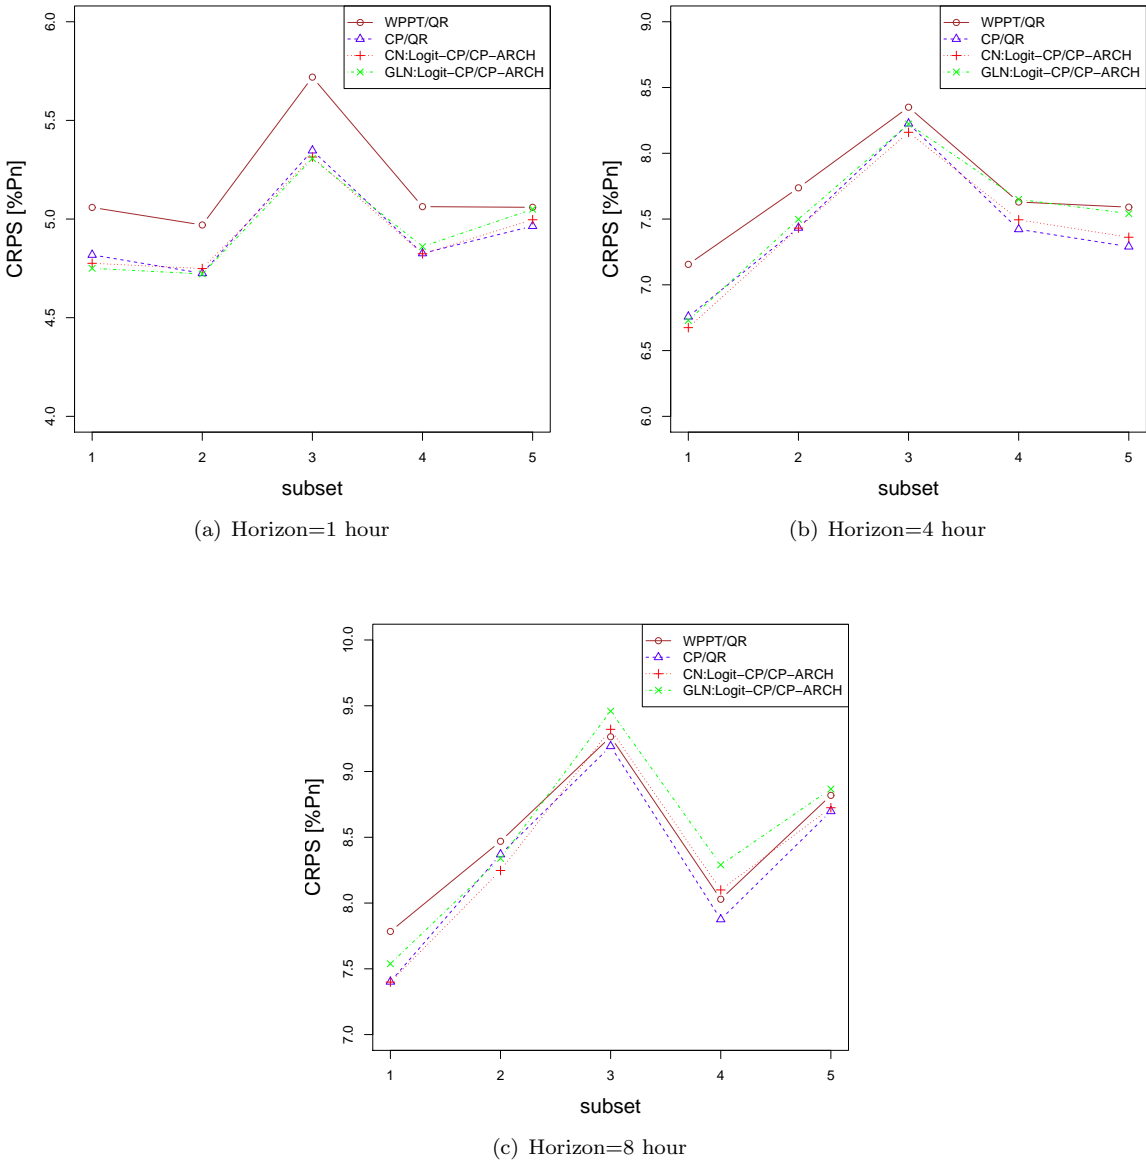 WPPT/QR
CP/QR
CN:Logit−CP/CP−ARCH
GLN:Logit−CP/CP−ARCH
CRPS [%Pn]
6.0
5.5
5.0
4.5
4.0
1 2 3 4 5
subset
(a) Horizon=1 hour
WPPT/QR
CP/QR
CN:Logit−CP/CP−ARCH
GLN:Logit−CP/CP−ARCH
CRPS [%Pn]
9.0
8.5
8.0
7.5
7.0
6.5
6.0
1 2 3 4 5
subset
(b) Horizon=4 hour
WPPT/QR
CP/QR
CN:Logit−CP/CP−ARCH
GLN:Logit−CP/CP−ARCH
CRPS [%Pn]
10.0
9.5
9.0
8.5
8.0
7.5
7.0
1 2 3 4 5
subset
(c) Horizon=8 hour